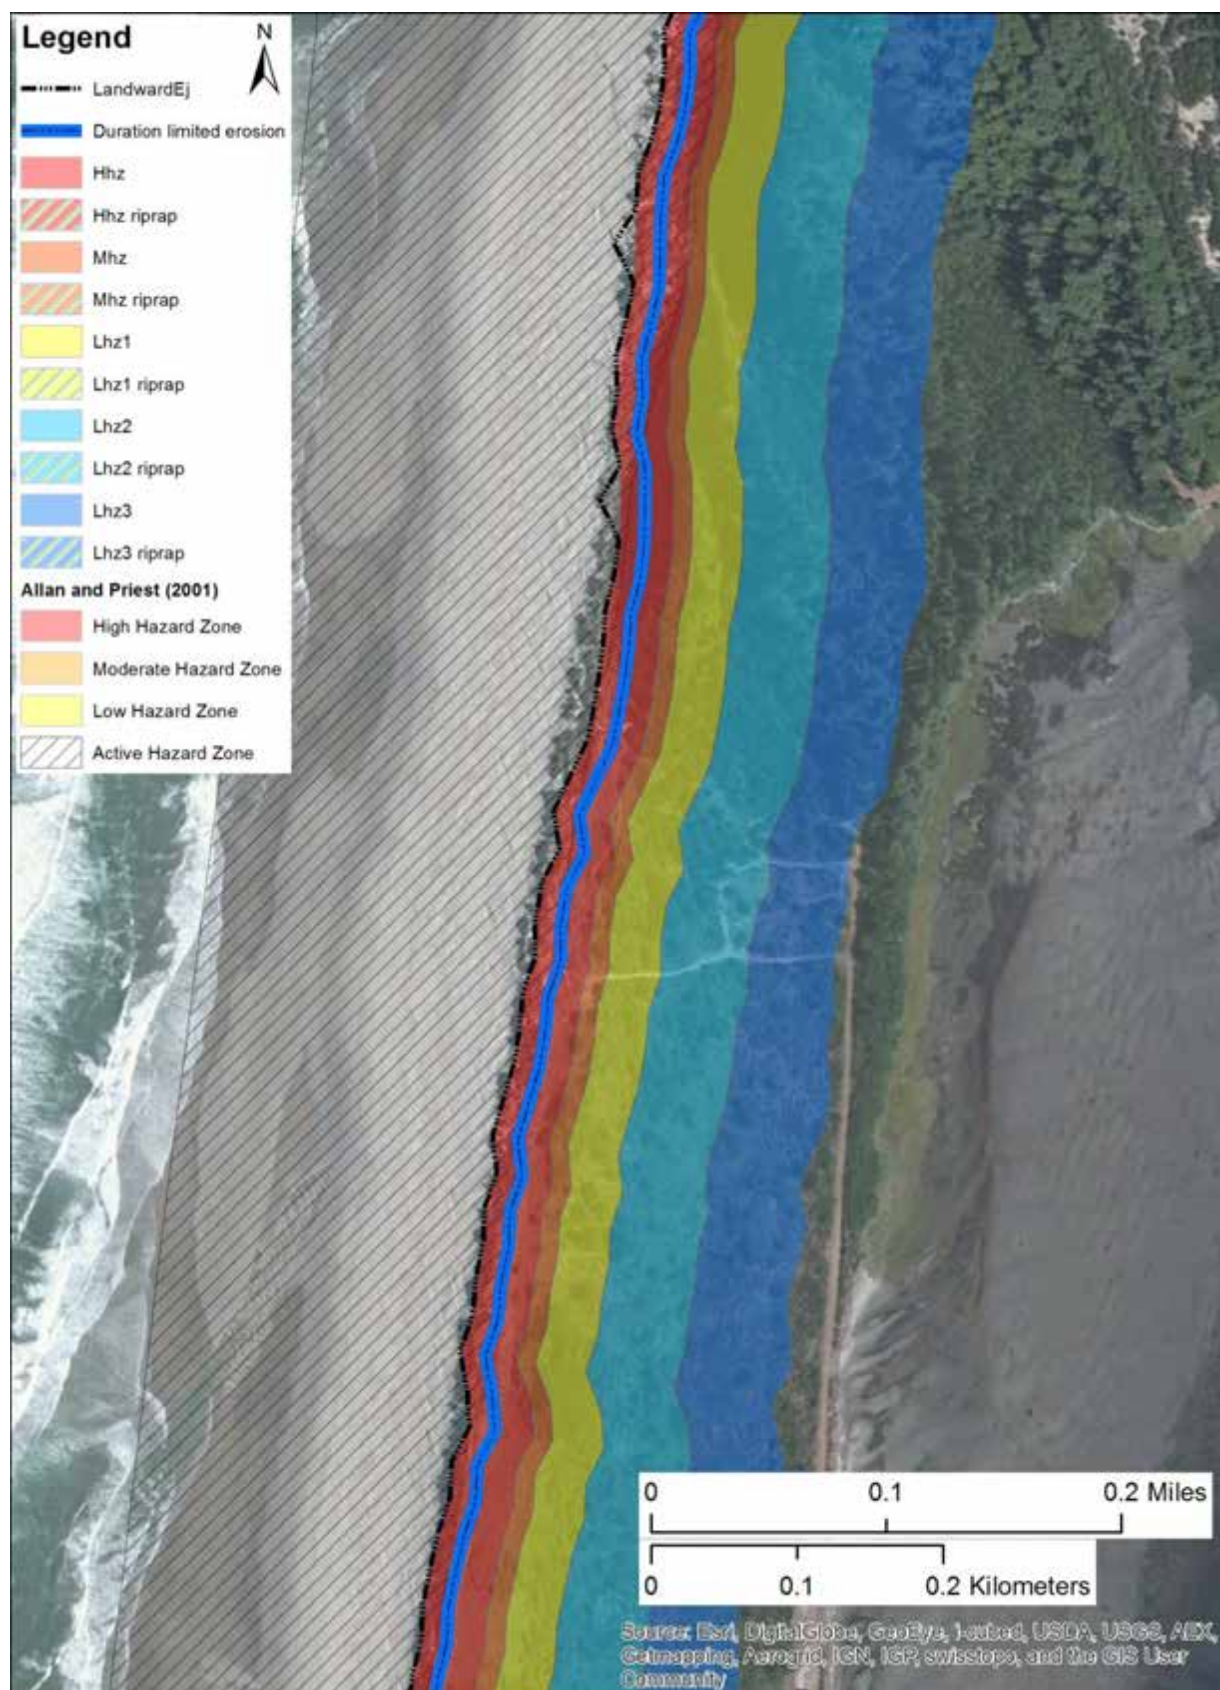 Legend
N
LandwardEj
Duration limited erosion
Hhz
Hhz riprap
Mhz
Mhz riprap
Lhz1
Lhz1 riprap
Lhz2
Lhz2 riprap
Lhz3
Lhz3 riprap
Allan and Priest (2001)
High Hazard Zone
Moderate Hazard Zone
Low Hazard Zone
Active Hazard Zone
0 0.1 0.2 Miles
0 0.1 0.2 Kilometers
Source: Esri, DigitalGlobe, GeoEye, i-cubed, USDA, USGS, AEX,
Getmapping, Aerogrid, IGN, IGP, swisstopo, and the GIS User
Community